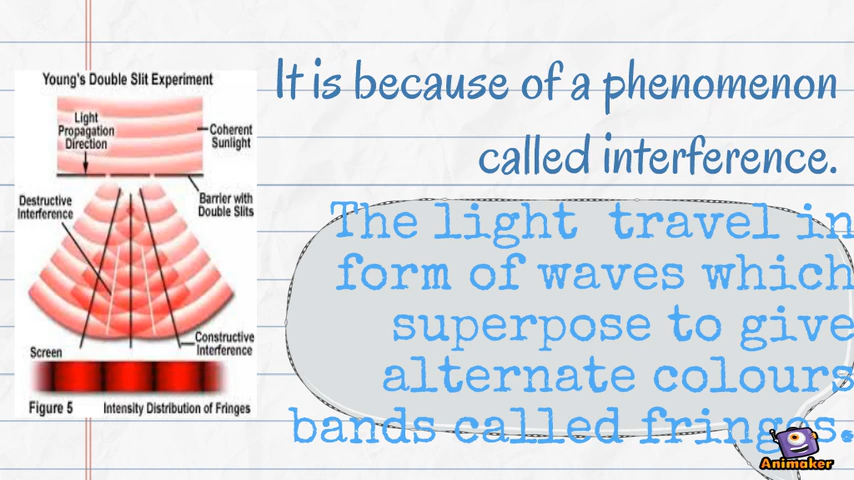 Young's Double Slit Experiment
Light
Propagation
Direction
Coherent
Sunlight
Destructive
Interference
Barrier with
Double Slits
Constructive
Interference
Screen
Figure 5
Intensity Distribution of Fringes
It is because of a phenomenon
called interference.
The light travel in
form of waves which
superpose to give
alternate colours
bands called fringes.
Animaker